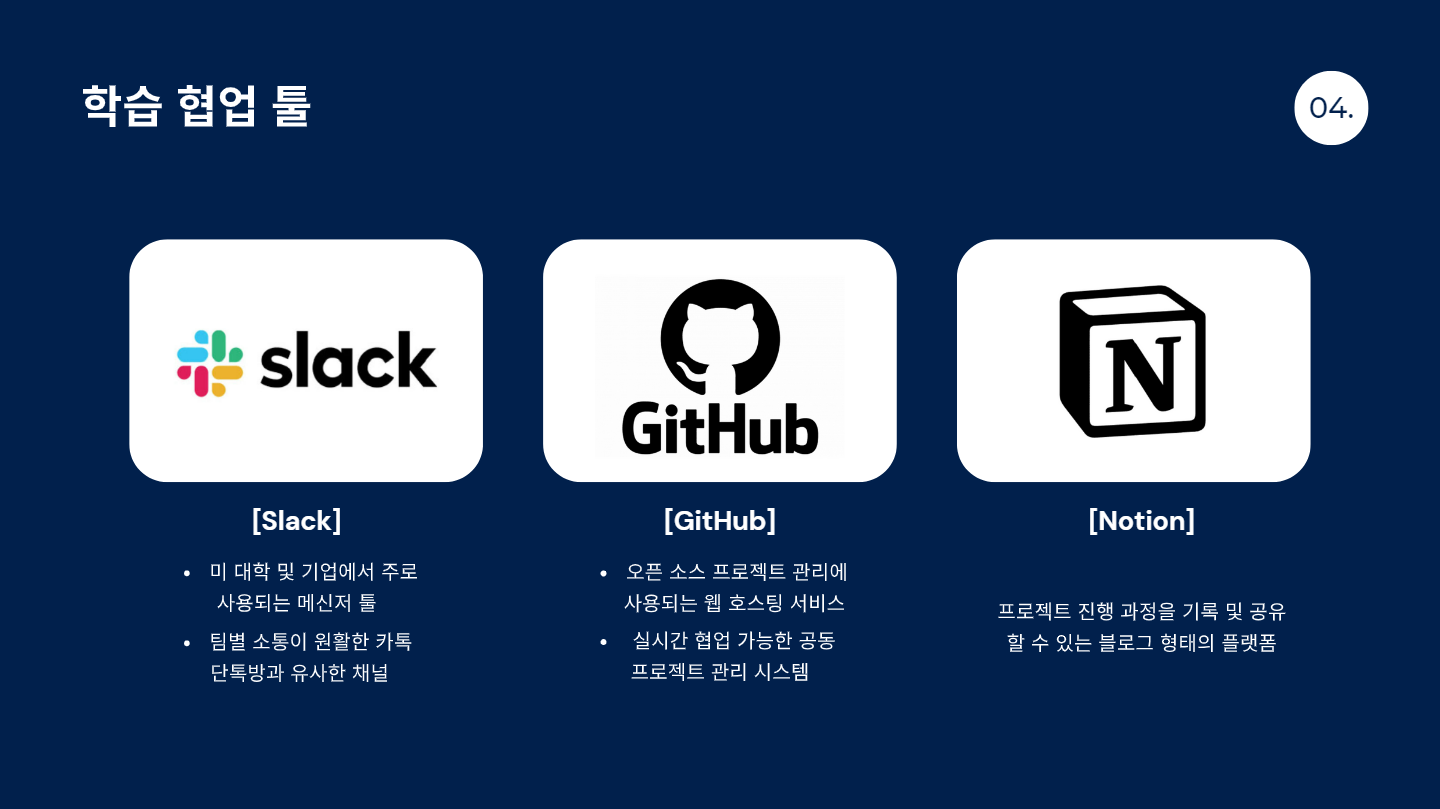 학습 협업 툴
04.
slack
GitHub
N
[Slack]
• 미 대학 및 기업에서 주로
사용되는 메신저 툴
• 팀별 소통이 원활한 카톡
단톡방과 유사한 채널
[GitHub]
• 오픈 소스 프로젝트 관리에
사용되는 웹 호스팅 서비스
• 실시간 협업 가능한 공동
프로젝트 관리 시스템
[Notion]
프로젝트 진행 과정을 기록 및 공유
할 수 있는 블로그 형태의 플랫폼